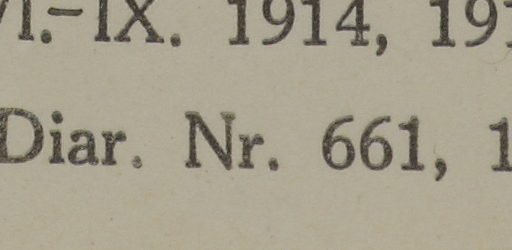 VI.–IX. 1914, 19
Diar. Nr. 661, 1